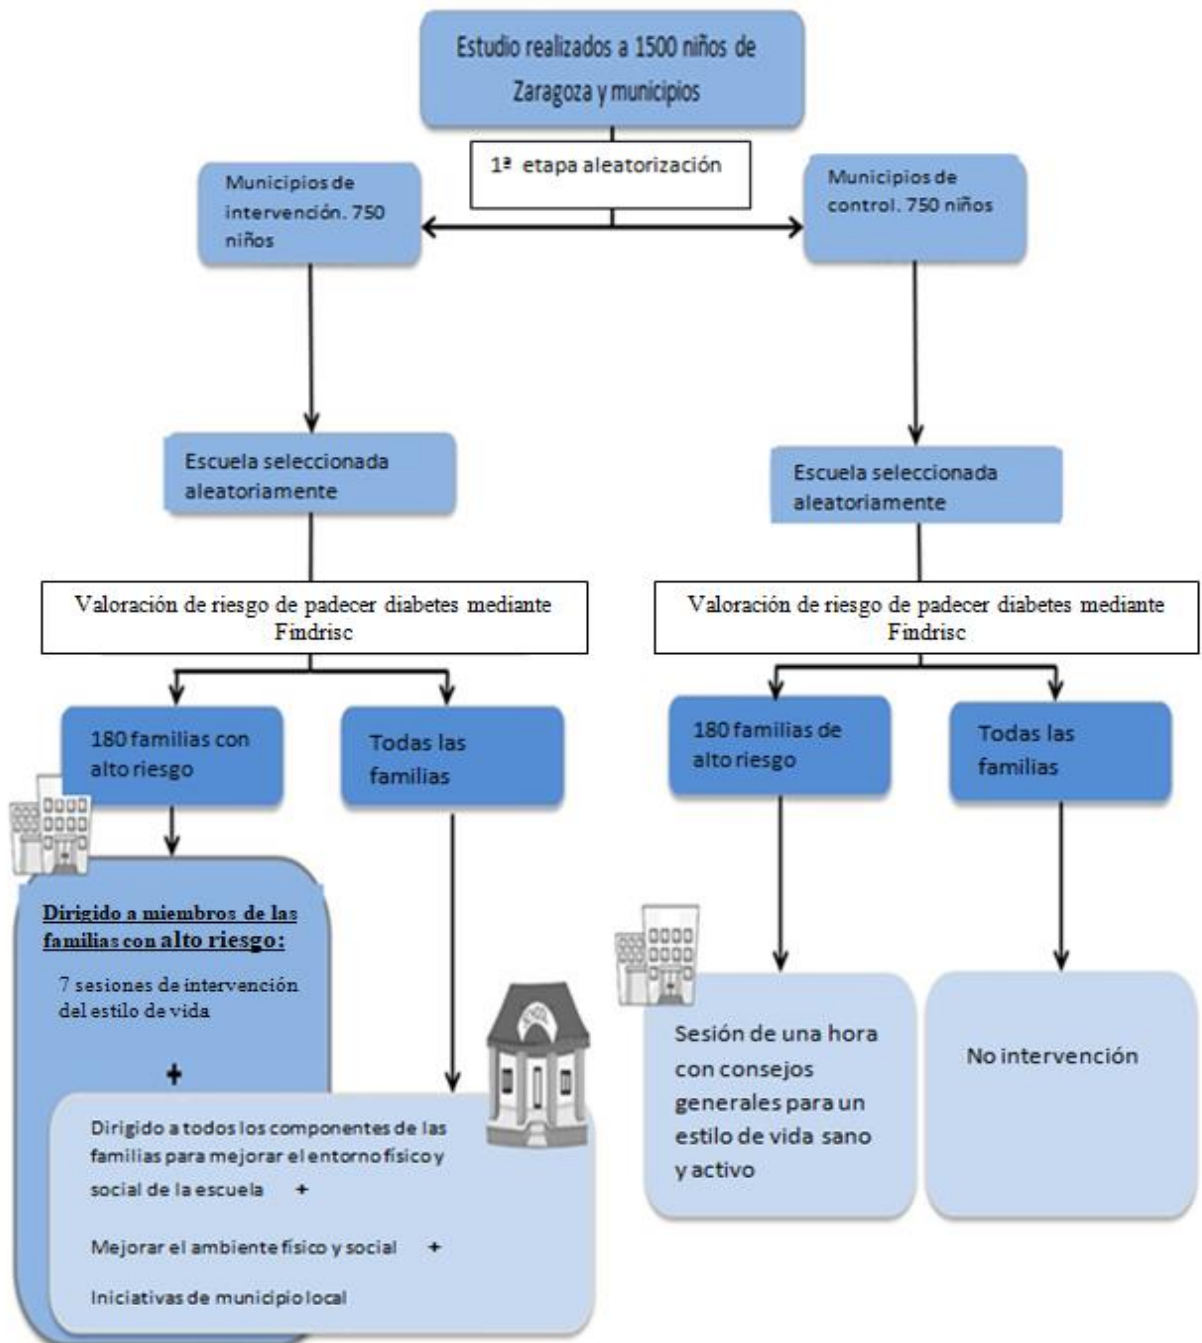 Estudio realizados a 1500 niños de
Zaragoza y municipios
1ª etapa aleatorización
Municipios de
intervención. 750
niños
Municipios de
control. 750 niños
Escuela seleccionada
aleatoriamente
Escuela seleccionada
aleatoriamente
Valoración de riesgo de padecer diabetes mediante
Findrisc
Valoración de riesgo de padecer diabetes mediante
Findrisc
180 familias con
alto riesgo
Todas las
familias
180 familias de
alto riesgo
Todas las
familias
Dirigido a miembros de las
familias con alto riesgo:
7 sesiones de intervención
del estilo de vida
+
Dirigido a todos los componentes de las
familias para mejorar el entorno físico y
social de la escuela +
Mejorar el ambiente físico y social +
Iniciativas de municipio local
SCHOOL
Sesión de una hora
con consejos
generales para un
estilo de vida sano
y activo
No intervención